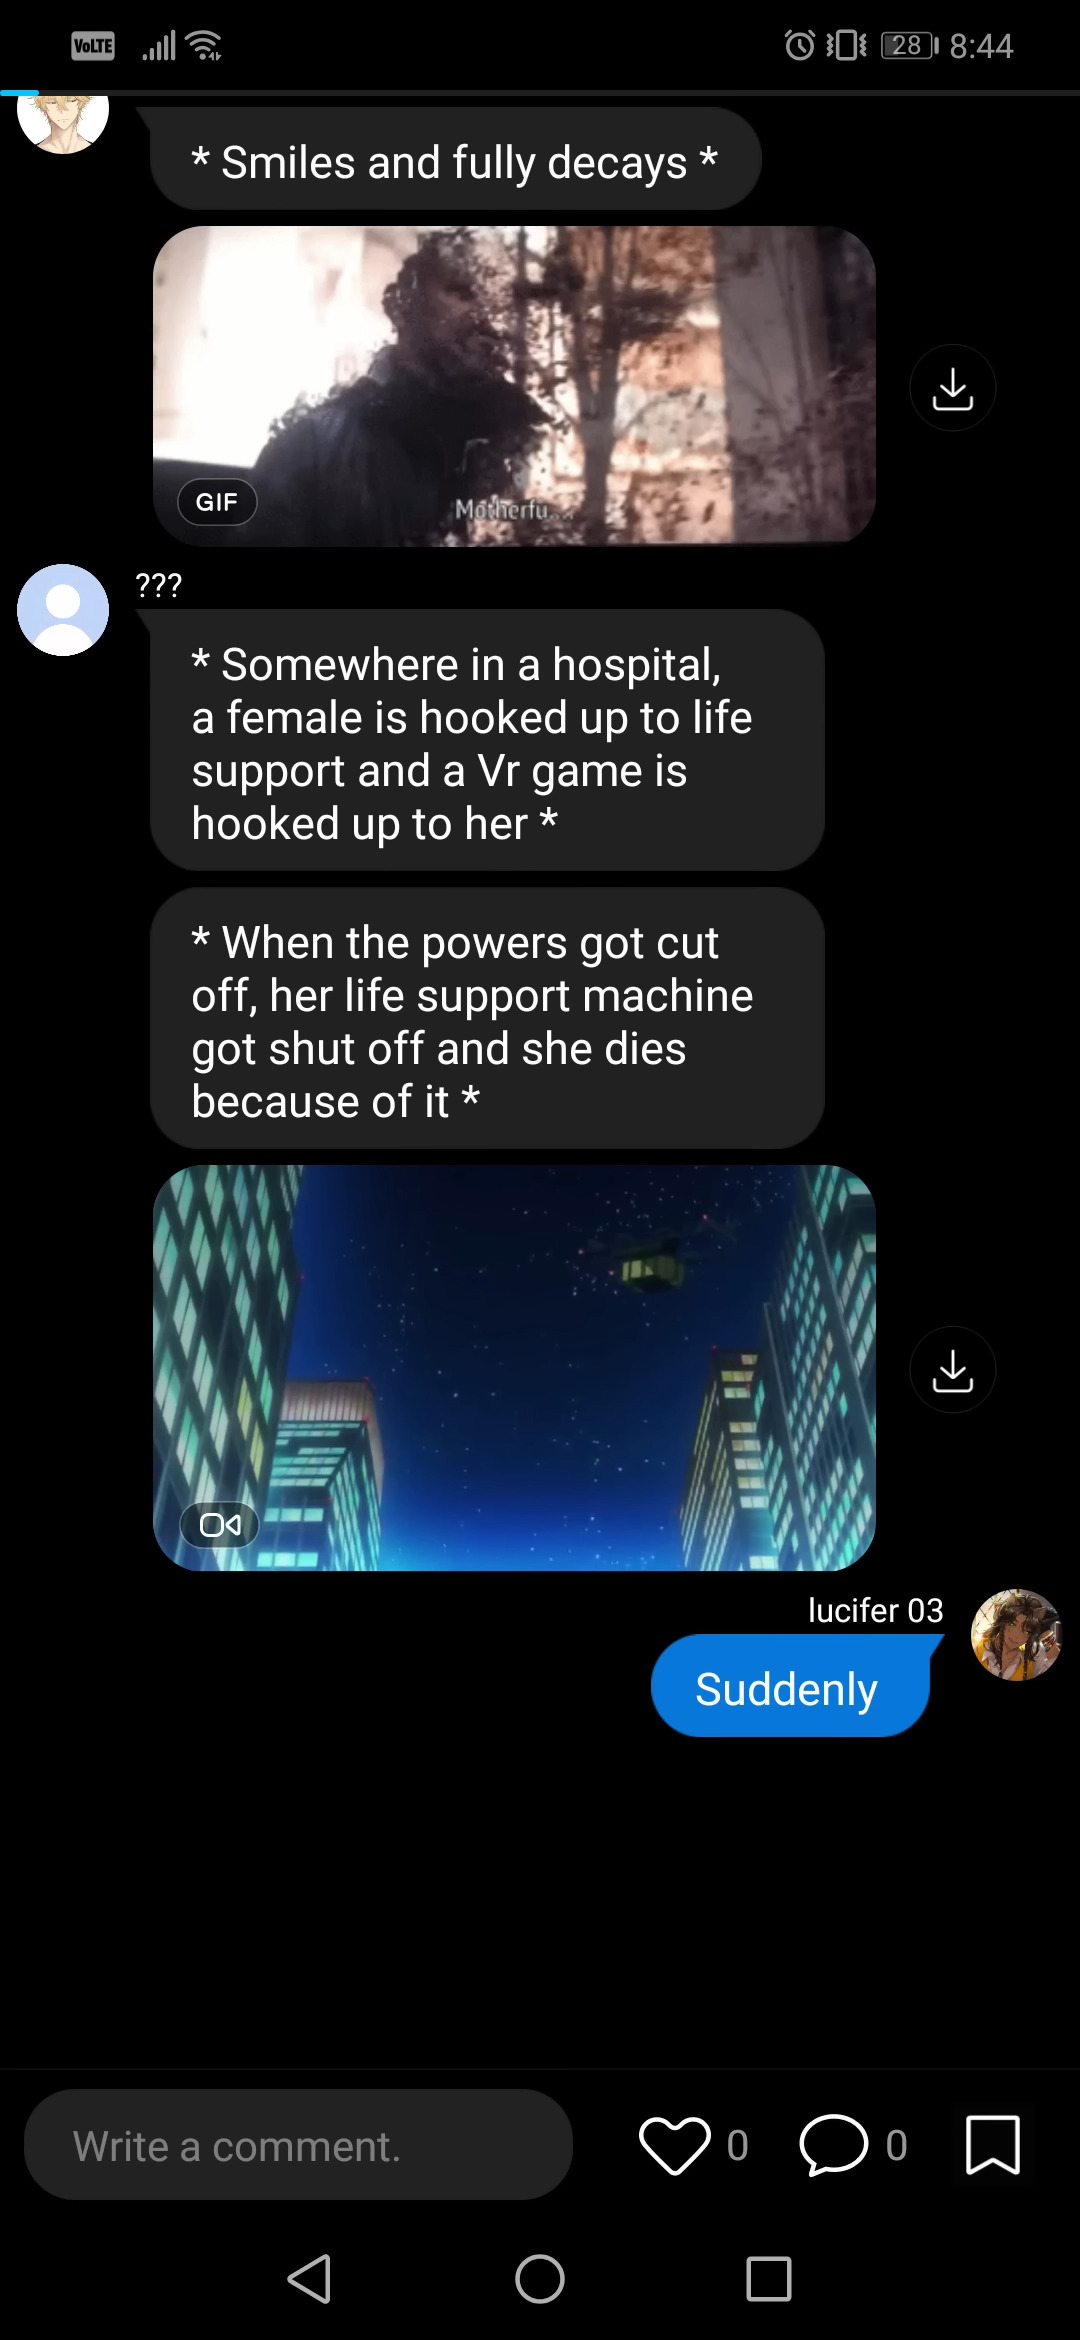 VoLTE
28 8:44
* Smiles and fully decays *
Motherfu...
GIF
???
* Somewhere in a hospital,
a female is hooked up to life
support and a Vr game is
hooked up to her *
* When the powers got cut
off, her life support machine
got shut off and she dies
because of it *
lucifer 03
Suddenly
Write a comment.
0
0